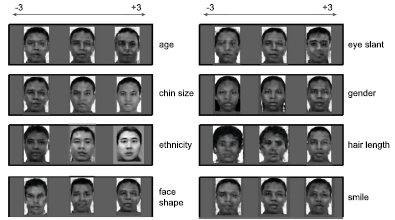 -3 +3
-3 +3
age
eye slant
chin size
gender
ethnicity
hair length
face
shape
smile